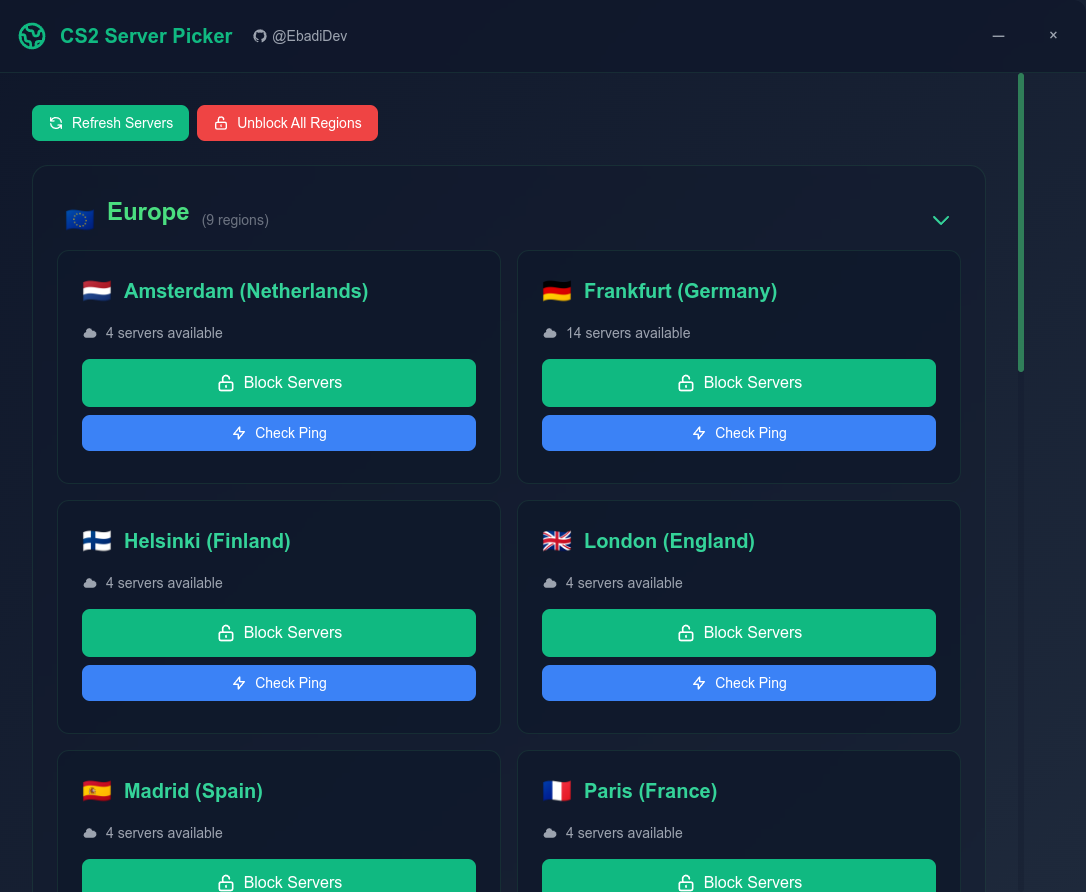 CS2 Server Picker @EbadiDev
Refresh Servers Unblock All Regions
Europe (9 regions)
Amsterdam (Netherlands)
4 servers available
Block Servers
Check Ping
Frankfurt (Germany)
14 servers available
Block Servers
Check Ping
Helsinki (Finland)
4 servers available
Block Servers
Check Ping
London (England)
4 servers available
Block Servers
Check Ping
Madrid (Spain)
4 servers available
Block Servers
Paris (France)
4 servers available
Block Servers